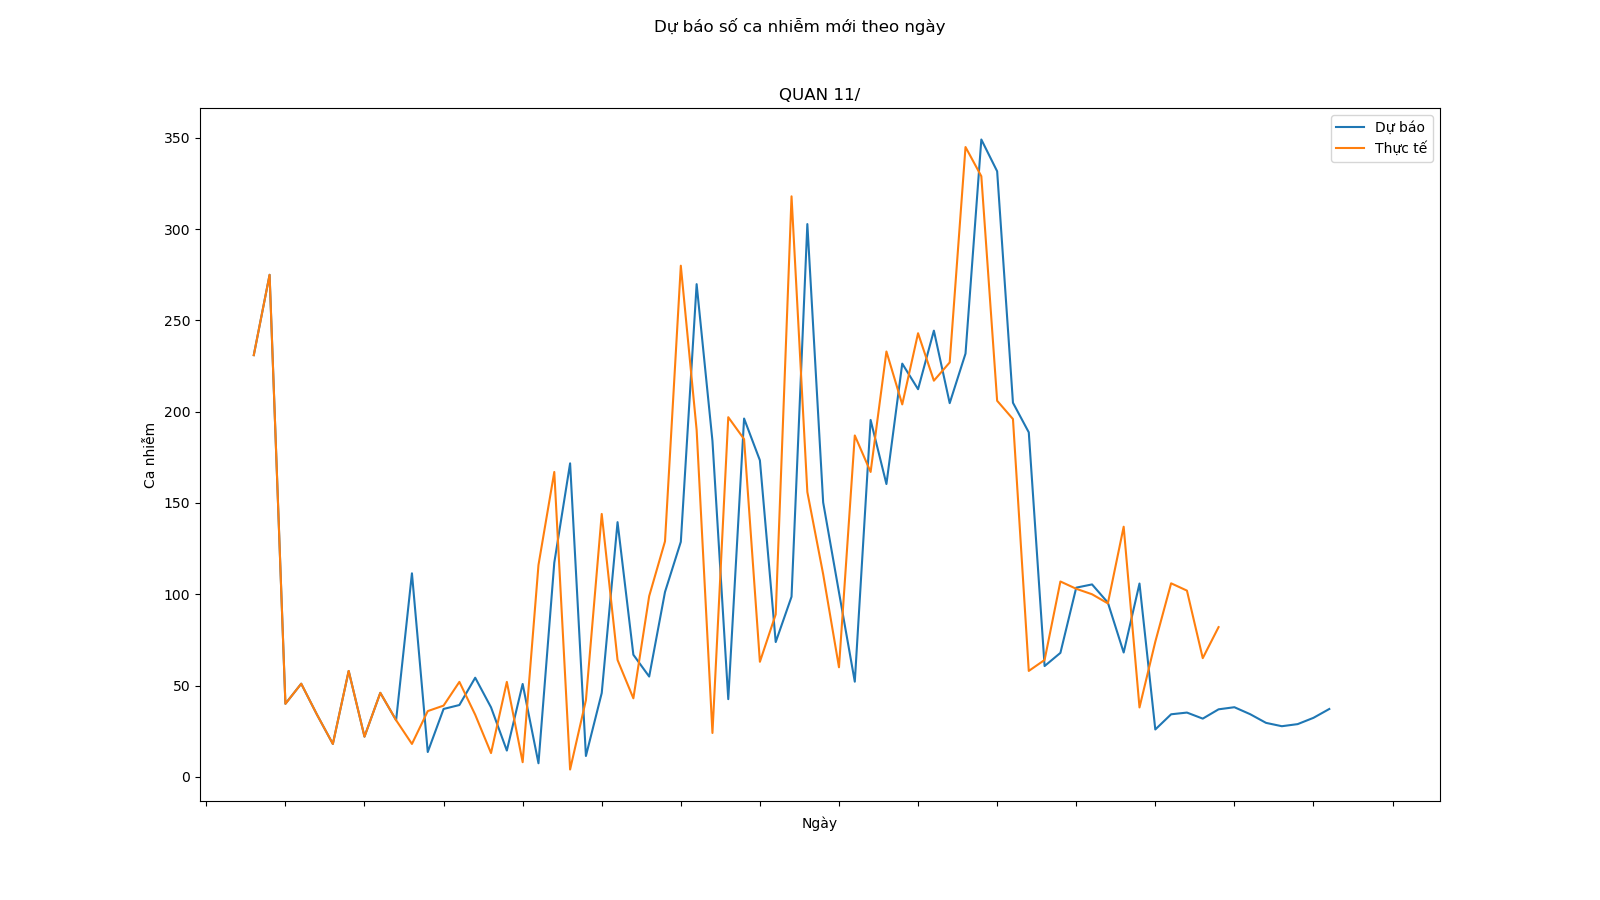 Dự báo số ca nhiễm mới theo ngày
QUAN 11/
Dự báo
Thực tế
350
300
250
200
150
100
50
0
Ca nhiễm
Ngày